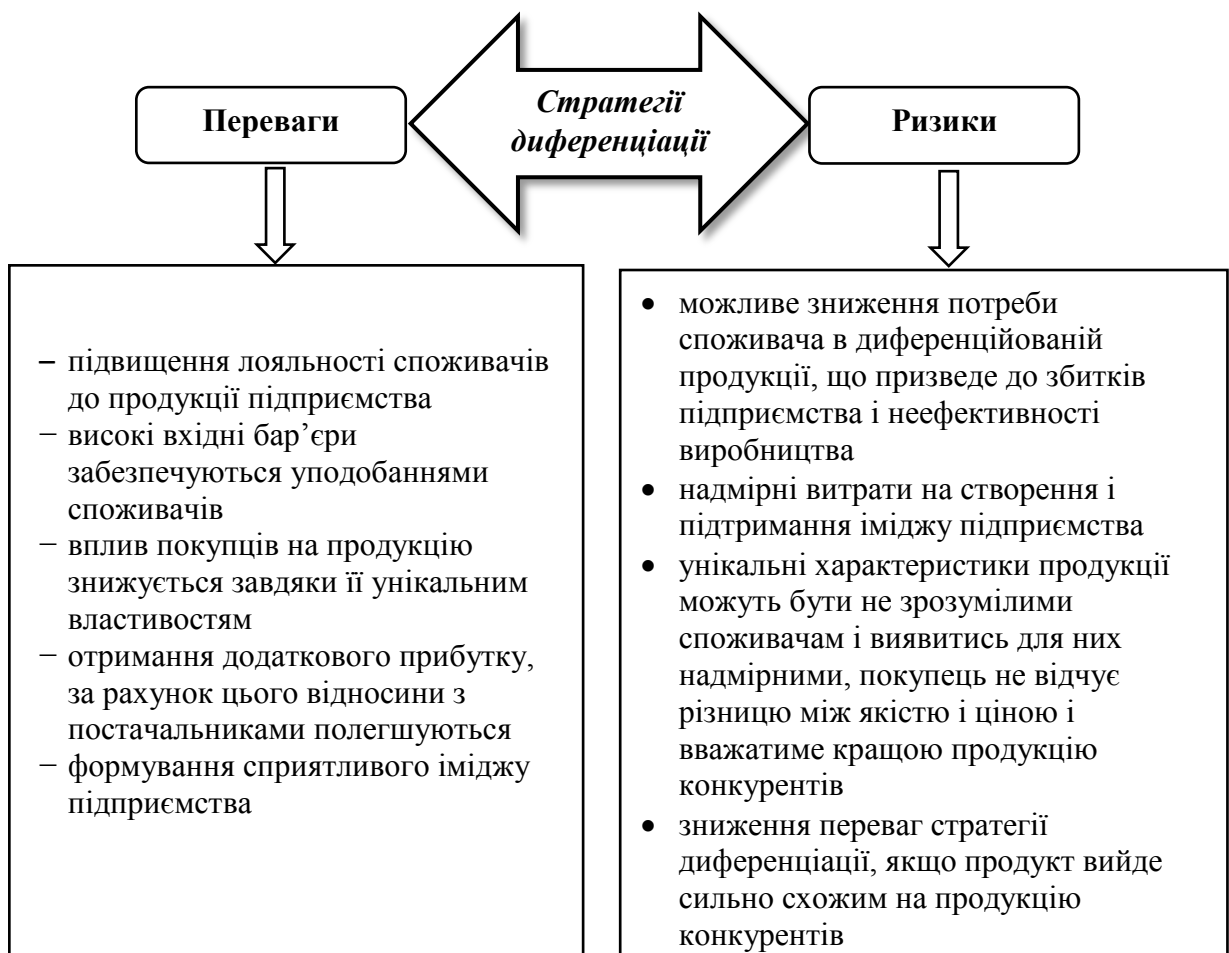 Стратегії
диференціації
Переваги
Ризики
– підвищення лояльності споживачів
до продукції підприємства
− високі вхідні бар’єри
забезпечуються уподобаннями
споживачів
− вплив покупців на продукцію
знижується завдяки її унікальним
властивостям
− отримання додаткового прибутку,
за рахунок цього відносини з
постачальниками полегшуються
− формування сприятливого іміджу
підприємства
• можливе зниження потреби
споживача в диференційованій
продукції, що призведе до збитків
підприємства і неефективності
виробництва
• надмірні витрати на створення і
підтримання іміджу підприємства
• унікальні характеристики продукції
можуть бути не зрозумілими
споживачам і виявитись для них
надмірними, покупець не відчує
різницю між якістю і ціною і
вважатиме кращою продукцію
конкурентів
• зниження переваг стратегії
диференціації, якщо продукт вийде
сильно схожим на продукцію
конкурентів